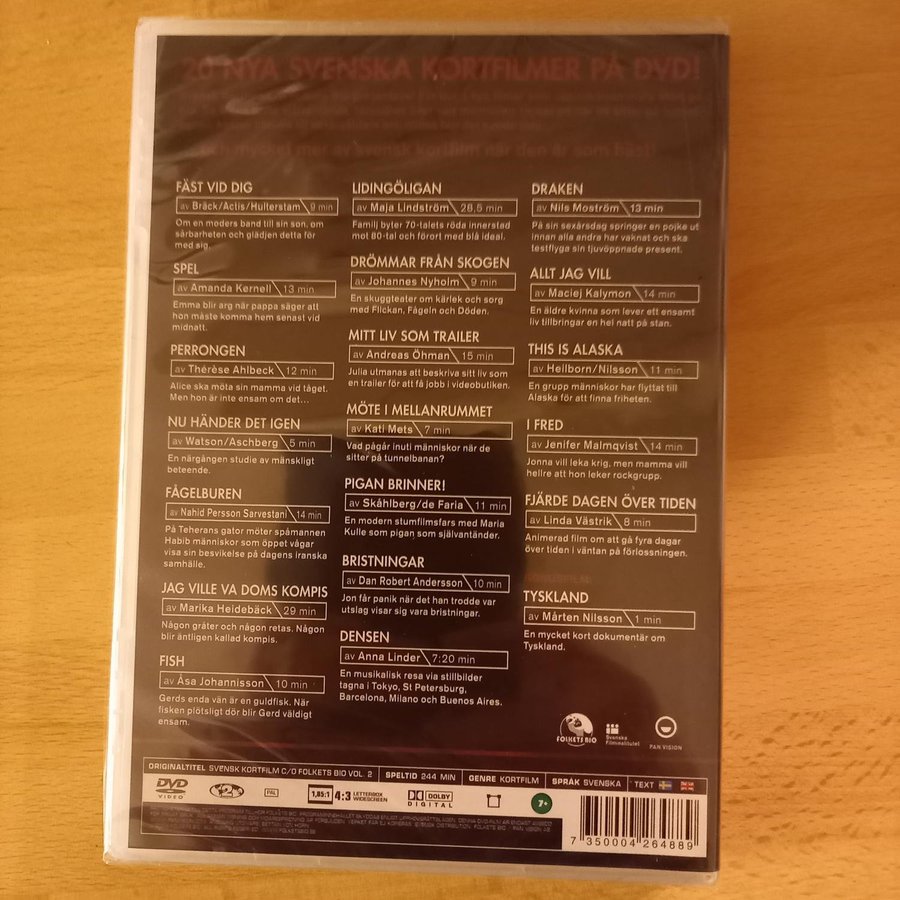 20 NYA SVENSKA KORTFILMER PÅ DVD!
och mycket mer av svensk kortfilm när den är som bäst!
FÄST VID DIG
av Bräck/Actis/Hulterstam 9 min
Om en moders band till sin son, om
sårbarheten och glädjen detta för
med sig.
SPEL
av Amanda Kernell 13 min
Emma blir arg när pappa säger att
hon måste komma hem senast vid
midnatt.
PERRONGEN
av Thérèse Ahlbeck 12 min
Alice ska möta sin mamma vid tåget.
Men hon är inte ensam om det...
NU HÄNDER DET IGEN
av Watson/Aschberg 5 min
En närgången studie av mänskligt
beteende.
FÅGELBUREN
av Nahid Persson Sarvestani 14 min
På Teherans gator möter spåmannen
Habib människor som öppet vågar
visa sin besvikelse på dagens iranska
samhälle.
JAG VILLE VA DOMS KOMPIS
av Marika Heidebäck 29 min
Någon gråter och någon retas. Någon
blir äntligen kallad kompis.
FISH
av Åsa Johannisson 10 min
Gerds enda vän är en guldfisk. När
fisken plötsligt dör blir Gerd väldigt
ensam.
LIDINGÖLIGAN
av Maja Lindström 26.5 min
Familj byter 70-talets röda innerstad
mot 80-tal och förort med blå ideal.
DRÖMMAR FRÅN SKOGEN
av Johannes Nyholm 9 min
En skuggteater om kärlek och sorg
med Flickan, Fågeln och Döden.
MITT LIV SOM TRAILER
av Andreas Öhman 15 min
Julia utmanas att beskriva sitt liv som
en trailer för att få jobb i videobutiken.
MÖTE I MELLANRUMMET
av Kati Mets 7 min
Vad pågår inuti människor när de
sitter på tunnelbanan?
PIGAN BRINNER!
av Skåhlberg/de Faria 11 min
En modern stumfilmsfars med Maria
Kulle som pigan som självantänder.
BRISTNINGAR
av Dan Robert Andersson 10 min
Jon får panik när det han trodde var
utslag visar sig vara bristningar.
DENSEN
av Anna Linder 7:20 min
En musikalisk resa via stillbilder
tagna i Tokyo, St Petersburg,
Barcelona, Milano och Buenos Aires.
DRAKEN
av Nils Moström 13 min
På sin sexårsdag springer en pojke ut
innan alla andra har vaknat och ska
testflyga sin tjuvöppnade present.
ALLT JAG VILL
av Maciej Kalymon 14 min
En äldre kvinna som lever ett ensamt
liv tillbringar en hel natt på stan.
THIS IS ALASKA
av Heilborn/Nilsson 11 min
En grupp människor har flyttat till
Alaska för att finna friheten.
I FRED
av Jenifer Malmqvist 14 min
Jonna vill leka krig, men mamma vill
hellre att hon leker rockgrupp.
FJÄRDE DAGEN ÖVER TIDEN
av Linda Västrik 8 min
Animerad film om att gå fyra dagar
över tiden i väntan på förlossningen.
BONUSFILM:
TYSKLAND
av Mårten Nilsson 1 min
En mycket kort dokumentär om
Tyskland.
FOLKETS BIO
Svenska
Filminstitutet
PAN VISION
ORIGINALTITEL SVENSK KORTFILM C/O FOLKETS BIO VOL. 2 SPELTID 244 MIN GENRE KORTFILM SPRÅK SVENSKA TEXT
DVD VIDEO 2 PAL 1,85:1 4:3 LETTERBOX WIDESCREEN DOLBY DIGITAL 7+
7 350004 264889